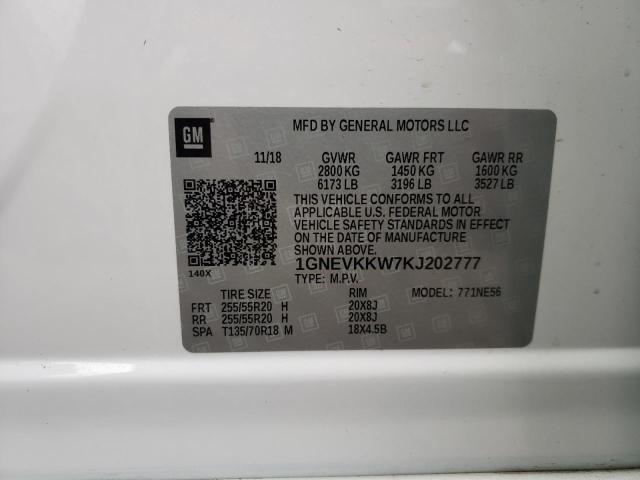 GM
MFD BY GENERAL MOTORS LLC
11/18 GVWR GAWR FRT GAWR RR
2800 KG 1450 KG 1600 KG
6173 LB 3196 LB 3527 LB
THIS VEHICLE CONFORMS TO ALL
APPLICABLE U.S. FEDERAL MOTOR
VEHICLE SAFETY STANDARDS IN EFFECT
ON THE DATE OF MANUFACTURE
SHOWN ABOVE.
1GNEVKKW7KJ202777
140X
TYPE: M.P.V.
TIRE SIZE RIM MODEL: 771NE56
FRT 255/55R20 H 20X8J
RR 255/55R20 H 20X8J
SPA T135/70R18 M 18X4.5B